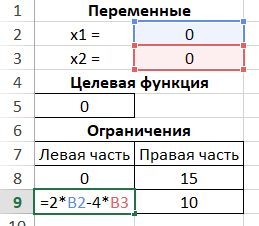 1 Переменные
2 x1 = 0
3 x2 = 0
4 Целевая функция
5 0
6 Ограничения
7 Левая часть Правая часть
8 0 15
9 =2*B2-4*B3 10
10